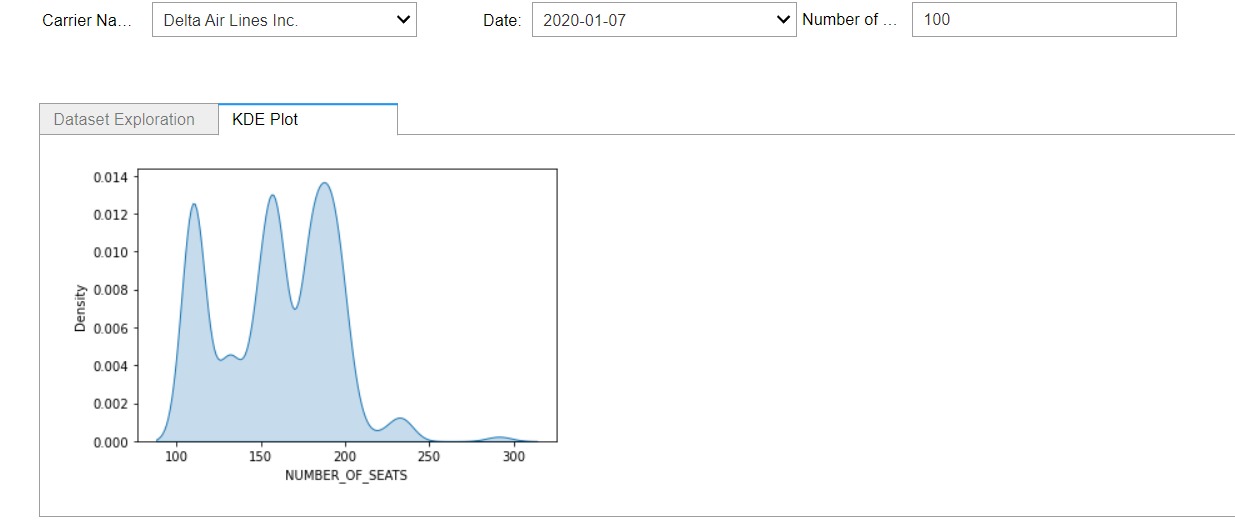 Carrier Na... Delta Air Lines Inc. Date: 2020-01-07 Number of ... 100
Dataset Exploration KDE Plot
0.014
0.012
0.010
0.008
0.006
0.004
0.002
0.000
Density
100 150 200 250 300
NUMBER_OF_SEATS